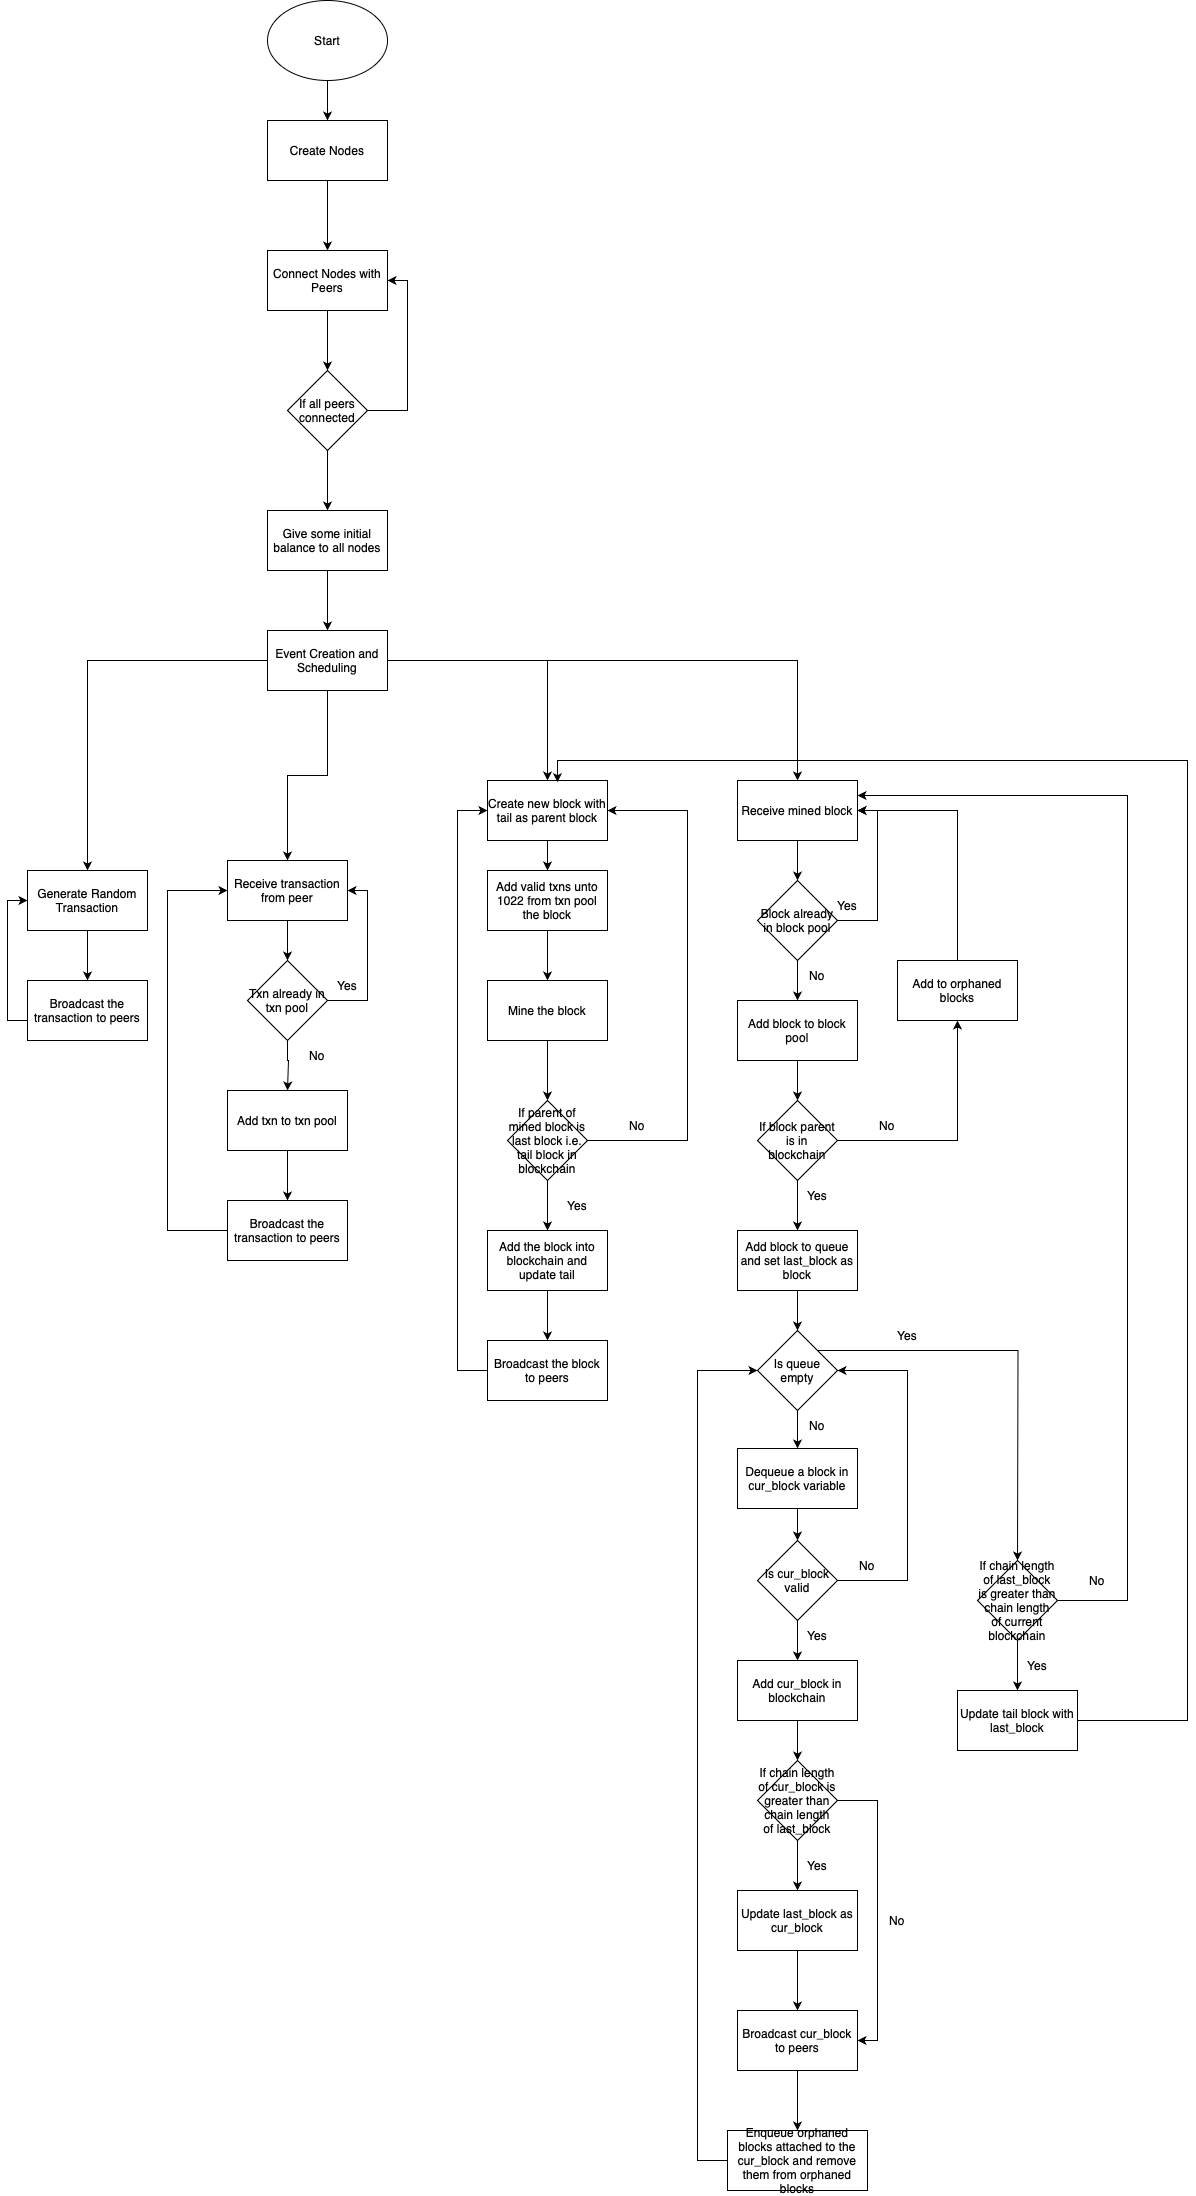 Start
Create Nodes
Connect Nodes with
Peers
If all peers
connected
Give some initial
balance to all nodes
Event Creation and
Scheduling
Generate Random
Transaction
Broadcast the
transaction to peers
Receive transaction
from peer
Txn already in
txn pool
Yes
No
Add txn to txn pool
Broadcast the
transaction to peers
Create new block with
tail as parent block
Add valid txns unto
1022 from txn pool
the block
Mine the block
If parent of
mined block is
last block i.e.
tail block in
blockchain
No
Yes
Add the block into
blockchain and
update tail
Broadcast the block
to peers
Receive mined block
Block already
in block pool
Yes
No
Add block to block
pool
Add to orphaned
blocks
If block parent
is in
blockchain
No
Yes
Add block to queue
and set last_block as
block
Is queue
empty
Yes
No
Dequeue a block in
cur_block variable
Is cur_block
valid
No
Yes
Add cur_block in
blockchain
If chain length
of cur_block is
greater than
chain length
of last_block
Yes
No
Update last_block as
cur_block
Broadcast cur_block
to peers
Enqueue orphaned
blocks attached to the
cur_block and remove
them from orphaned
blocks
If chain length
of last_block
is greater than
chain length
of current
blockchain
No
Yes
Update tail block with
last_block